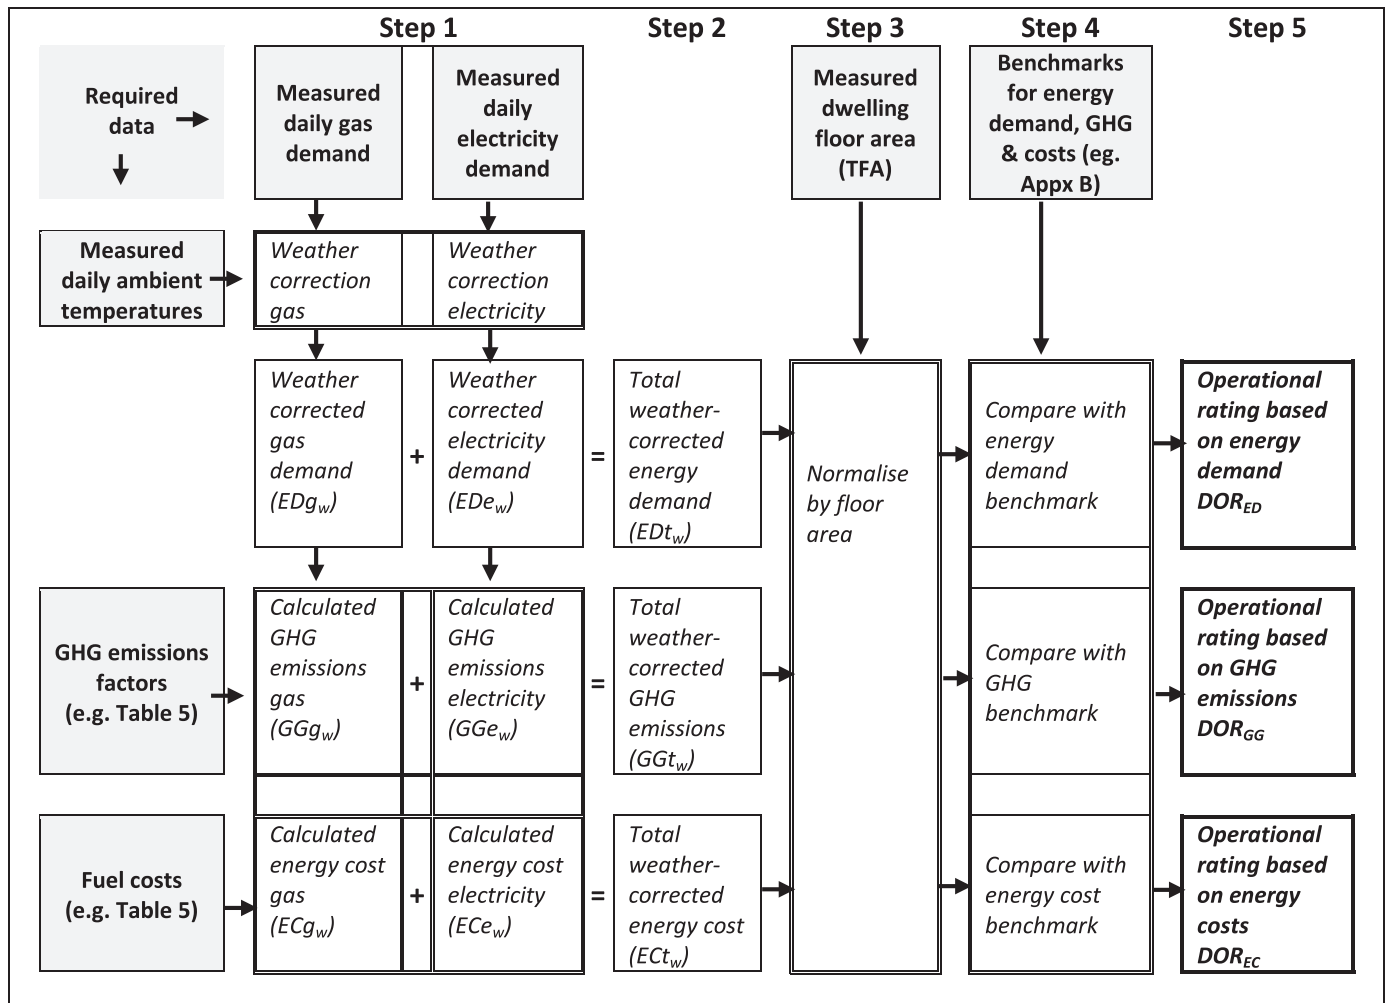 Step 1
Step 2
Step 3
Step 4
Step 5
Required
data
Measured
daily gas
demand
Measured
daily
electricity
demand
Measured
dwelling
floor area
(TFA)
Benchmarks
for energy
demand, GHG
& costs (eg.
Appx B)
Measured
daily ambient
temperatures
Weather
correction
gas
Weather
correction
electricity
Weather
corrected
gas
demand
(EDgw)
+
Weather
corrected
electricity
demand
(EDew)
=
Total
weather-
corrected
energy
demand
(EDtw)
Normalise
by floor
area
Compare with
energy
demand
benchmark
Operational
rating based
on energy
demand
DORED
GHG emissions
factors
(e.g. Table 5)
Calculated
GHG
emissions
gas
(GGgw)
+
Calculated
GHG
emissions
electricity
(GGew)
=
Total
weather-
corrected
GHG
emissions
(GGtw)
Compare with
GHG
benchmark
Operational
rating based
on GHG
emissions
DORGG
Fuel costs
(e.g. Table 5)
Calculated
energy cost
gas
(ECgw)
+
Calculated
energy cost
electricity
(ECew)
=
Total
weather-
corrected
energy cost
(ECtw)
Compare with
energy cost
benchmark
Operational
rating based
on energy
costs
DOREC